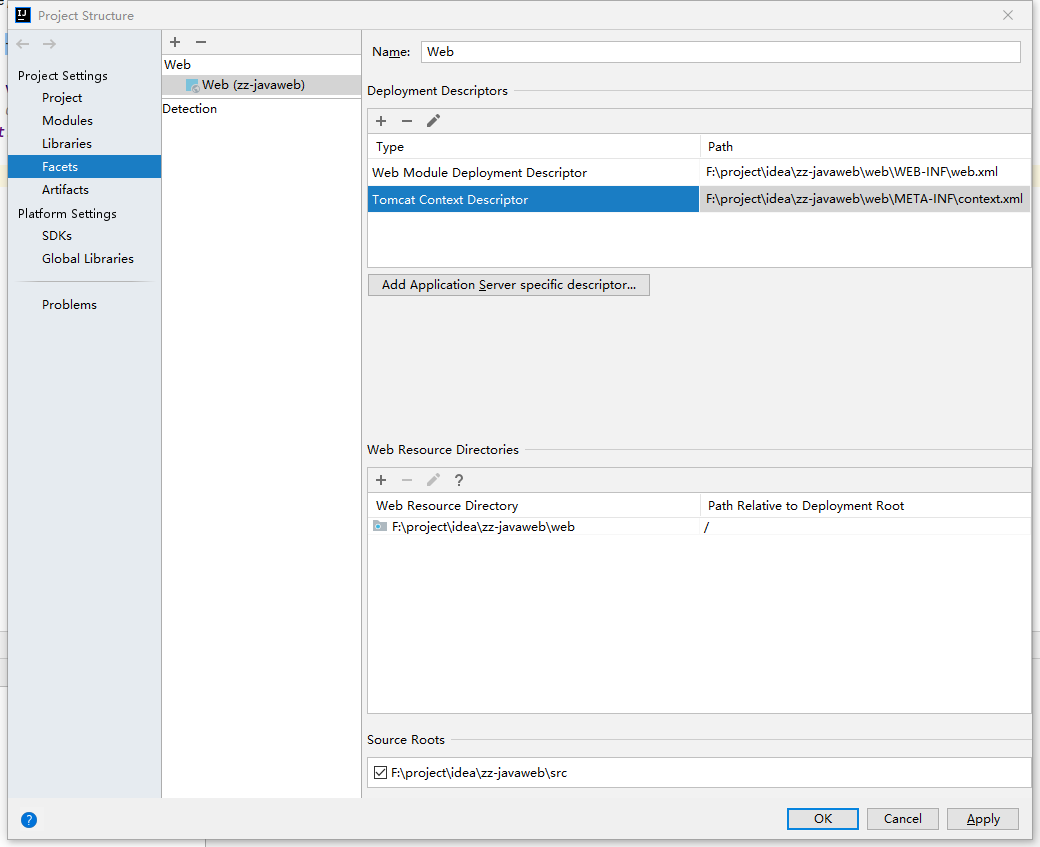 Project Structure
Project Settings
Project
Modules
Libraries
Facets
Artifacts
Platform Settings
SDKs
Global Libraries
Problems
Web
Web (zz-javaweb)
Detection
Name: Web
Deployment Descriptors
Type Path
Web Module Deployment Descriptor F:\project\idea\zz-javaweb\web\WEB-INF\web.xml
Tomcat Context Descriptor F:\project\idea\zz-javaweb\web\META-INF\context.xml
Add Application Server specific descriptor...
Web Resource Directories
?
Web Resource Directory Path Relative to Deployment Root
F:\project\idea\zz-javaweb\web /
Source Roots
F:\project\idea\zz-javaweb\src
? OK Cancel Apply